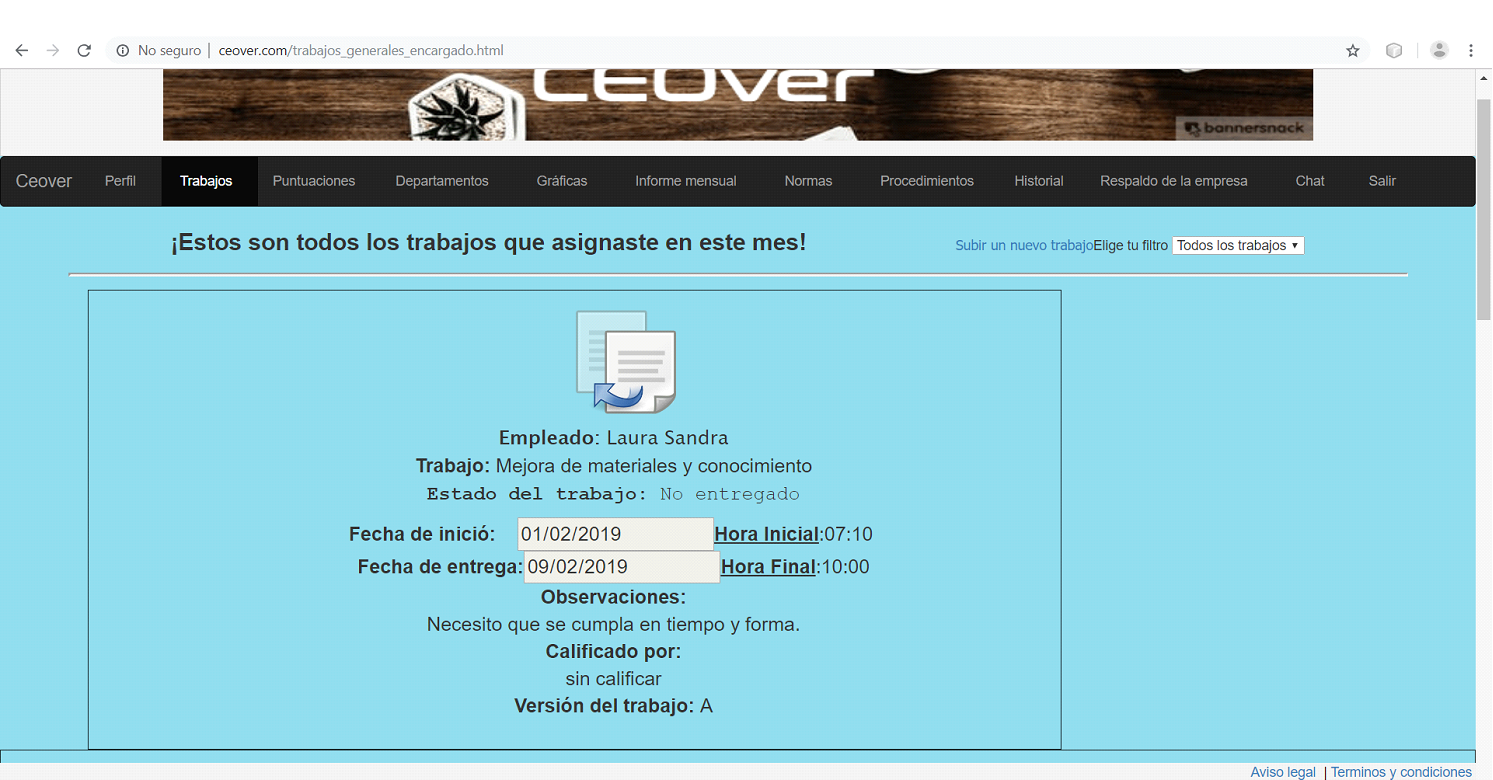 No seguro | ceover.com/trabajos_generales_encargado.html
CEOver
bannersnack
Ceover Perfil Trabajos Puntuaciones Departamentos Gráficas Informe mensual Normas Procedimientos Historial Respaldo de la empresa Chat Salir
¡Estos son todos los trabajos que asignaste en este mes! Subir un nuevo trabajoElige tu filtro Todos los trabajos
Empleado: Laura Sandra
Trabajo: Mejora de materiales y conocimiento
Estado del trabajo: No entregado
Fecha de inició: 01/02/2019 Hora Inicial:07:10
Fecha de entrega: 09/02/2019 Hora Final:10:00
Observaciones:
Necesito que se cumpla en tiempo y forma.
Calificado por:
sin calificar
Versión del trabajo: A
Aviso legal | Terminos y condiciones